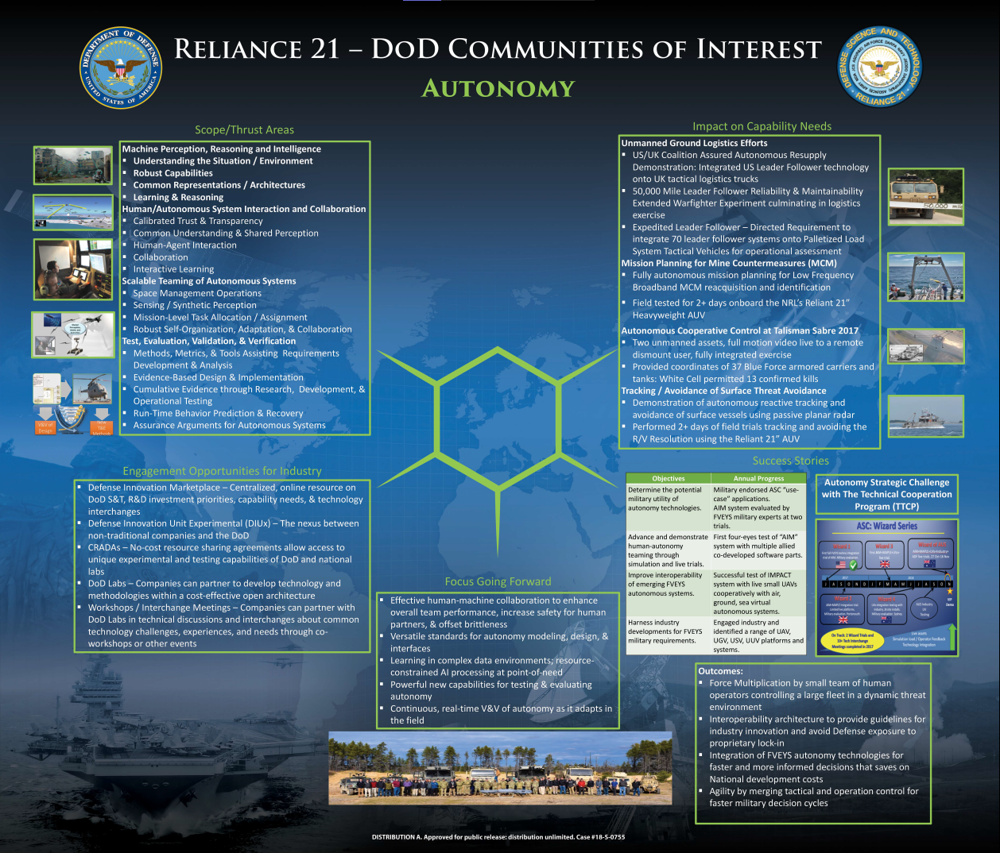 RELIANCE 21 – DOD COMMUNITIES OF INTEREST
AUTONOMY
DEPARTMENT OF DEFENSE
UNITED STATES OF AMERICA
DEFENSE SCIENCE AND TECHNOLOGY
RELIANCE 21
Scope/Thrust Areas
Machine Perception, Reasoning and Intelligence
▪ Understanding the Situation / Environment
▪ Robust Capabilities
▪ Common Representations / Architectures
▪ Learning & Reasoning
Human/Autonomous System Interaction and Collaboration
▪ Calibrated Trust & Transparency
▪ Common Understanding & Shared Perception
▪ Human-Agent Interaction
▪ Collaboration
▪ Interactive Learning
Scalable Teaming of Autonomous Systems
▪ Space Management Operations
▪ Sensing / Synthetic Perception
▪ Mission-Level Task Allocation / Assignment
▪ Robust Self-Organization, Adaptation, & Collaboration
Test, Evaluation, Validation, & Verification
▪ Methods, Metrics, & Tools Assisting Requirements
Development & Analysis
▪ Evidence-Based Design & Implementation
▪ Cumulative Evidence through Research, Development, &
Operational Testing
▪ Run-Time Behavior Prediction & Recovery
▪ Assurance Arguments for Autonomous Systems
V&V of
Design
New
T&E
Methods
Impact on Capability Needs
Unmanned Ground Logistics Efforts
▪ US/UK Coalition Assured Autonomous Resupply
Demonstration: Integrated US Leader Follower technology
onto UK tactical logistics trucks
▪ 50,000 Mile Leader Follower Reliability & Maintainability
Extended Warfighter Experiment culminating in logistics
exercise
▪ Expedited Leader Follower – Directed Requirement to
integrate 70 leader follower systems onto Palletized Load
System Tactical Vehicles for operational assessment
Mission Planning for Mine Countermeasures (MCM)
▪ Fully autonomous mission planning for Low Frequency
Broadband MCM reacquisition and identification
▪ Field tested for 2+ days onboard the NRL's Reliant 21”
Heavyweight AUV
Autonomous Cooperative Control at Talisman Sabre 2017
▪ Two unmanned assets, full motion video live to a remote
dismount user, fully integrated exercise
▪ Provided coordinates of 37 Blue Force armored carriers and
tanks: White Cell permitted 13 confirmed kills
Tracking / Avoidance of Surface Threat Avoidance
▪ Demonstration of autonomous reactive tracking and
avoidance of surface vessels using passive planar radar
▪ Performed 2+ days of field trials tracking and avoiding the
R/V Resolution using the Reliant 21” AUV
50,000 mile
Engagement Opportunities for Industry
▪ Defense Innovation Marketplace – Centralized, online resource on
DoD S&T, R&D investment priorities, capability needs, & technology
interchanges
▪ Defense Innovation Unit Experimental (DIUx) – The nexus between
non-traditional companies and the DoD
▪ CRADAs – No-cost resource sharing agreements allow access to
unique experimental and testing capabilities of DoD and national
labs
▪ DoD Labs – Companies can partner to develop technology and
methodologies within a cost-effective open architecture
▪ Workshops / Interchange Meetings – Companies can partner with
DoD Labs in technical discussions and interchanges about common
technology challenges, experiences, and needs through co-
workshops or other events
Focus Going Forward
▪ Effective human-machine collaboration to enhance
overall team performance, increase safety for human
partners, & offset brittleness
▪ Versatile standards for autonomy modeling, design, &
interfaces
▪ Learning in complex data environments; resource-
constrained AI processing at point-of-need
▪ Powerful new capabilities for testing & evaluating
autonomy
▪ Continuous, real-time V&V of autonomy as it adapts in
the field
Success Stories
Objectives Annual Progress
Determine the potential
military utility of
autonomy technologies.
Military endorsed ASC “use-
case” applications.
AIM system evaluated by
FVEYS military experts at two
trials.
Advance and demonstrate
human-autonomy
teaming through
simulation and live trials.
First four-eyes test of “AIM”
system with multiple allied
co-developed software parts.
Improve interoperability
of emerging FVEYS
autonomous systems.
Successful test of IMPACT
system with live small UAVs
cooperatively with air,
ground, sea virtual
autonomous systems.
Harness industry
developments for FVEYS
military requirements.
Engaged industry and
identified a range of UAV,
UGV, USV, UUV platforms and
systems.
Autonomy Strategic Challenge
with The Technical Cooperation
Program (TTCP)
ASC: Wizard Series
Wizard 1
Wizard 3
2017
2018
J A S O N D J F M A M J J A S O N
Wizard 2
Testing
Demo
On Track: 2 Wizard Trials and
10+ Tech Interchange
Meetings completed in 2017
Live assets
Simulation load / Operator Feedback
Technology Integration
Outcomes:
▪ Force Multiplication by small team of human
operators controlling a large fleet in a dynamic threat
environment
▪ Interoperability architecture to provide guidelines for
industry innovation and avoid Defense exposure to
proprietary lock-in
▪ Integration of FVEYS autonomy technologies for
faster and more informed decisions that saves on
National development costs
▪ Agility by merging tactical and operation control for
faster military decision cycles
DISTRIBUTION A. Approved for public release: distribution unlimited. Case #18-S-0755